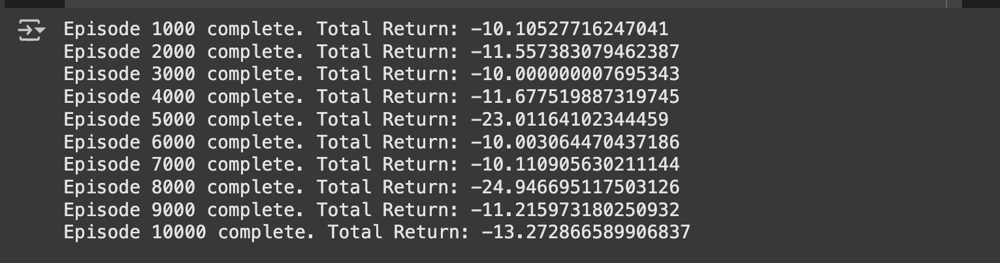 Episode 1000 complete. Total Return: -10.10527716247041
Episode 2000 complete. Total Return: -11.557383079462387
Episode 3000 complete. Total Return: -10.000000007695343
Episode 4000 complete. Total Return: -11.677519887319745
Episode 5000 complete. Total Return: -23.01164102344459
Episode 6000 complete. Total Return: -10.003064470437186
Episode 7000 complete. Total Return: -10.110905630211144
Episode 8000 complete. Total Return: -24.946695117503126
Episode 9000 complete. Total Return: -11.215973180250932
Episode 10000 complete. Total Return: -13.272866589906837